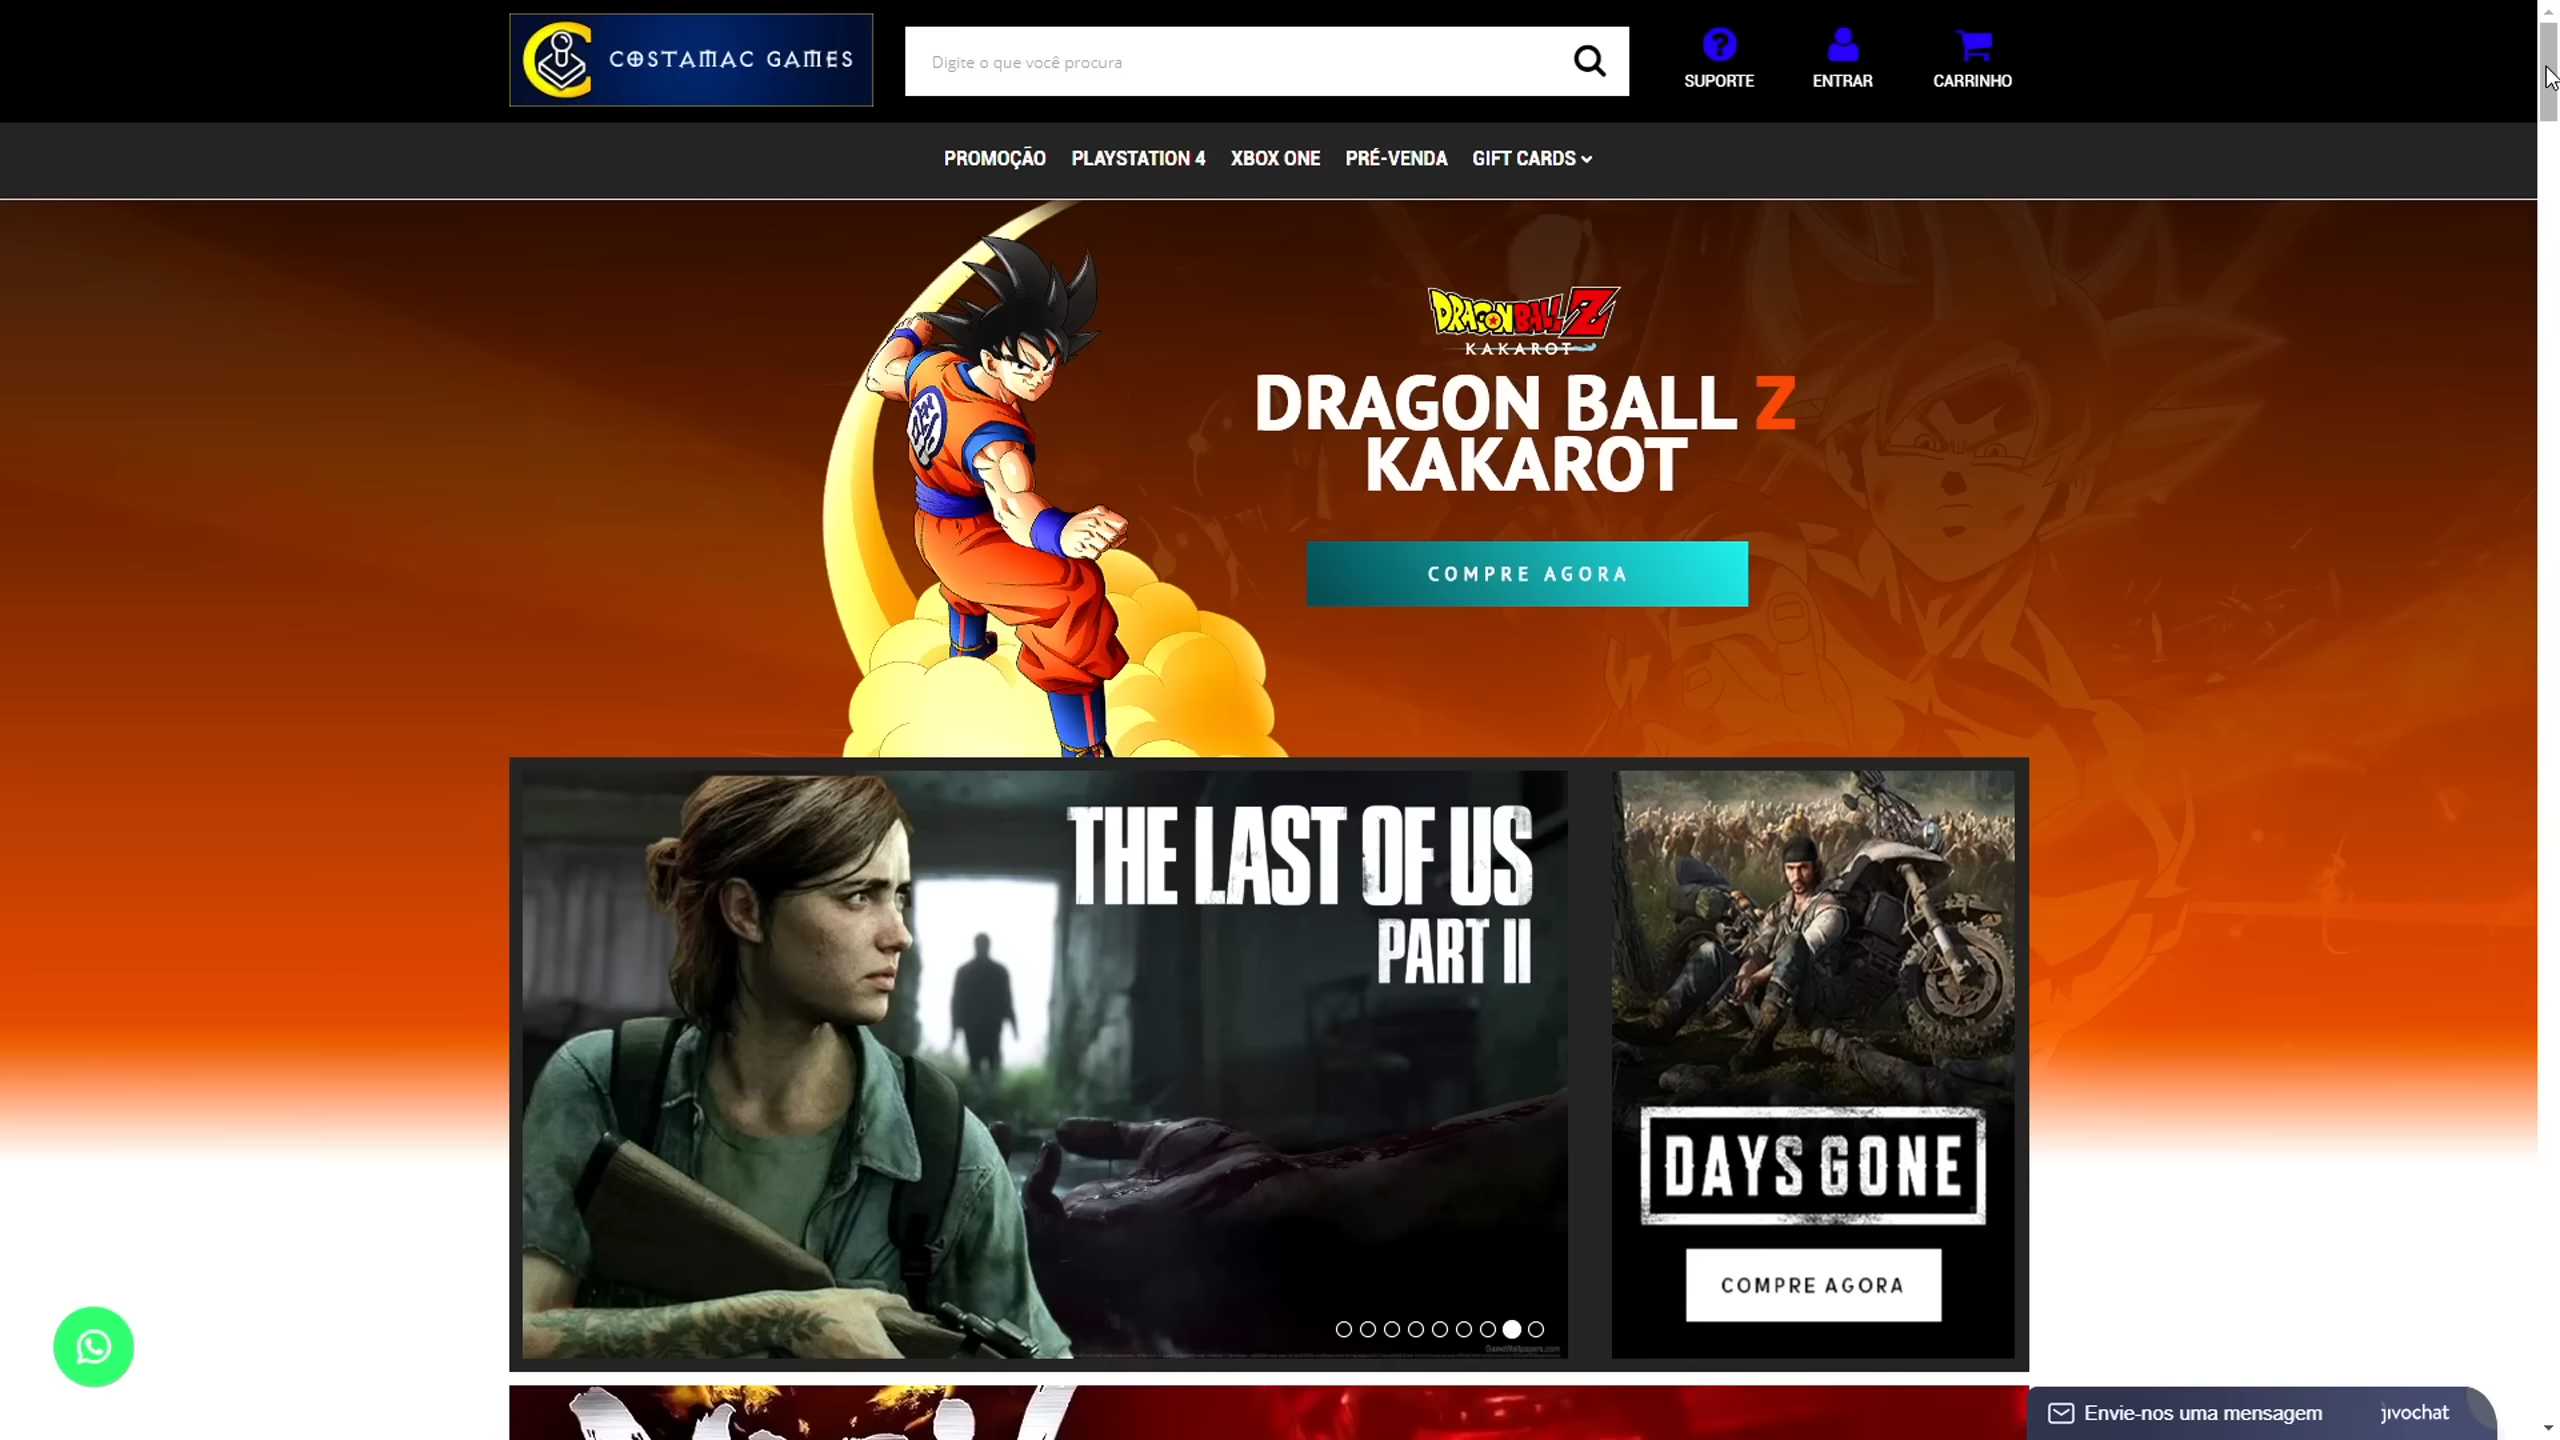 COSTAMAC GAMES
Digite o que você procura
SUPORTE
ENTRAR
CARRINHO
PROMOÇÃO
PLAYSTATION 4
XBOX ONE
PRÉ-VENDA
GIFT CARDS
DRAGON BALL Z
KAKAROT
DRAGON BALL Z
KAKAROT
COMPRE AGORA
THE LAST OF US
PART II
GameWallpapers.com
DAYS GONE
COMPRE AGORA
Envie-nos uma mensagem
jivochat